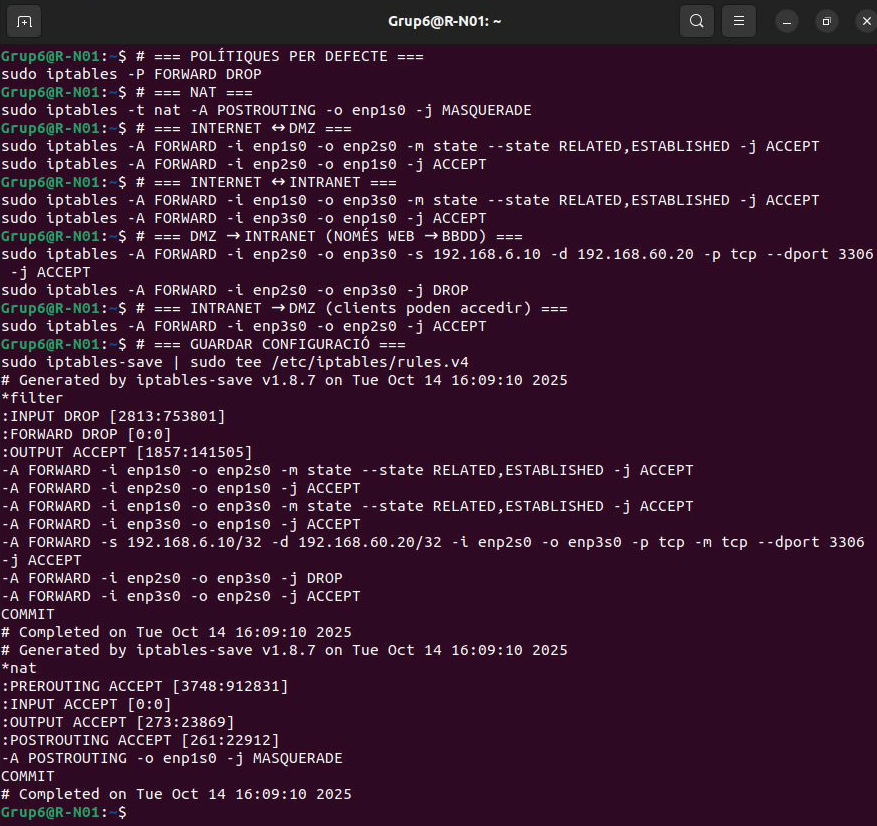 Grup6@R-N01: ~
Grup6@R-N01:~$ # === POLÍTIQUES PER DEFECTE ===
sudo iptables -P FORWARD DROP
Grup6@R-N01:~$ # === NAT ===
sudo iptables -t nat -A POSTROUTING -o enp1s0 -j MASQUERADE
Grup6@R-N01:~$ # === INTERNET ↔ DMZ ===
sudo iptables -A FORWARD -i enp1s0 -o enp2s0 -m state --state RELATED,ESTABLISHED -j ACCEPT
sudo iptables -A FORWARD -i enp2s0 -o enp1s0 -j ACCEPT
Grup6@R-N01:~$ # === INTERNET ↔ INTRANET ===
sudo iptables -A FORWARD -i enp1s0 -o enp3s0 -m state --state RELATED,ESTABLISHED -j ACCEPT
sudo iptables -A FORWARD -i enp3s0 -o enp1s0 -j ACCEPT
Grup6@R-N01:~$ # === DMZ → INTRANET (NOMÉS WEB → BBDD) ===
sudo iptables -A FORWARD -i enp2s0 -o enp3s0 -s 192.168.6.10 -d 192.168.60.20 -p tcp --dport 3306
 -j ACCEPT
sudo iptables -A FORWARD -i enp2s0 -o enp3s0 -j DROP
Grup6@R-N01:~$ # === INTRANET → DMZ (clients poden accedir) ===
sudo iptables -A FORWARD -i enp3s0 -o enp2s0 -j ACCEPT
Grup6@R-N01:~$ # === GUARDAR CONFIGURACIÓ ===
sudo iptables-save | sudo tee /etc/iptables/rules.v4
# Generated by iptables-save v1.8.7 on Tue Oct 14 16:09:10 2025
*filter
:INPUT DROP [2813:753801]
:FORWARD DROP [0:0]
:OUTPUT ACCEPT [1857:141505]
-A FORWARD -i enp1s0 -o enp2s0 -m state --state RELATED,ESTABLISHED -j ACCEPT
-A FORWARD -i enp2s0 -o enp1s0 -j ACCEPT
-A FORWARD -i enp1s0 -o enp3s0 -m state --state RELATED,ESTABLISHED -j ACCEPT
-A FORWARD -i enp3s0 -o enp1s0 -j ACCEPT
-A FORWARD -s 192.168.6.10/32 -d 192.168.60.20/32 -i enp2s0 -o enp3s0 -p tcp -m tcp --dport 3306
-j ACCEPT
-A FORWARD -i enp2s0 -o enp3s0 -j DROP
-A FORWARD -i enp3s0 -o enp2s0 -j ACCEPT
COMMIT
# Completed on Tue Oct 14 16:09:10 2025
# Generated by iptables-save v1.8.7 on Tue Oct 14 16:09:10 2025
*nat
:PREROUTING ACCEPT [3748:912831]
:INPUT ACCEPT [0:0]
:OUTPUT ACCEPT [273:23869]
:POSTROUTING ACCEPT [261:22912]
-A POSTROUTING -o enp1s0 -j MASQUERADE
COMMIT
# Completed on Tue Oct 14 16:09:10 2025
Grup6@R-N01:~$